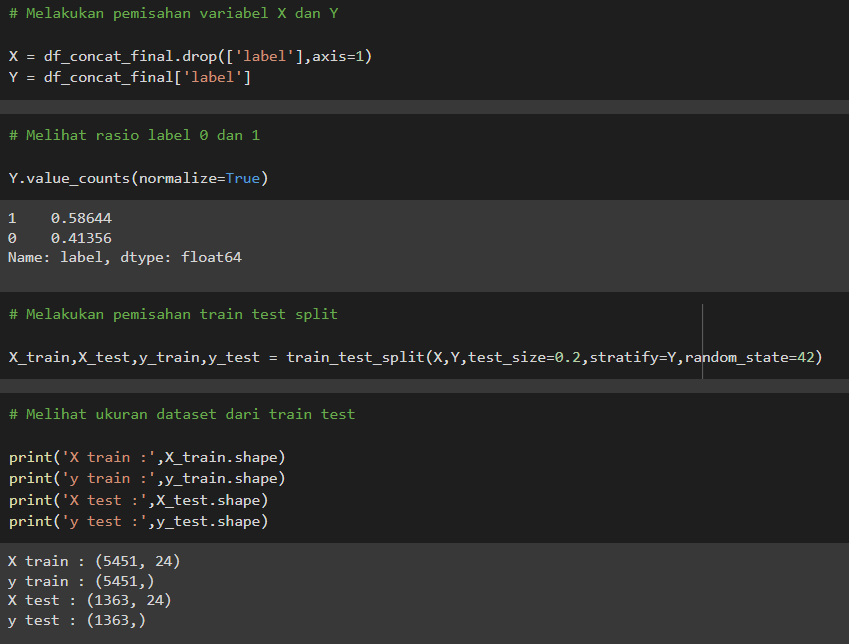 # Melakukan pemisahan variabel X dan Y
X = df_concat_final.drop(['label'],axis=1)
Y = df_concat_final['label']
# Melihat rasio label 0 dan 1
Y.value_counts(normalize=True)
1    0.58644
0    0.41356
Name: label, dtype: float64
# Melakukan pemisahan train test split
X_train,X_test,y_train,y_test = train_test_split(X,Y,test_size=0.2,stratify=Y,random_state=42)
# Melihat ukuran dataset dari train test
print('X train :',X_train.shape)
print('y train :',y_train.shape)
print('X test :',X_test.shape)
print('y test :',y_test.shape)
X train : (5451, 24)
y train : (5451,)
X test : (1363, 24)
y test : (1363,)